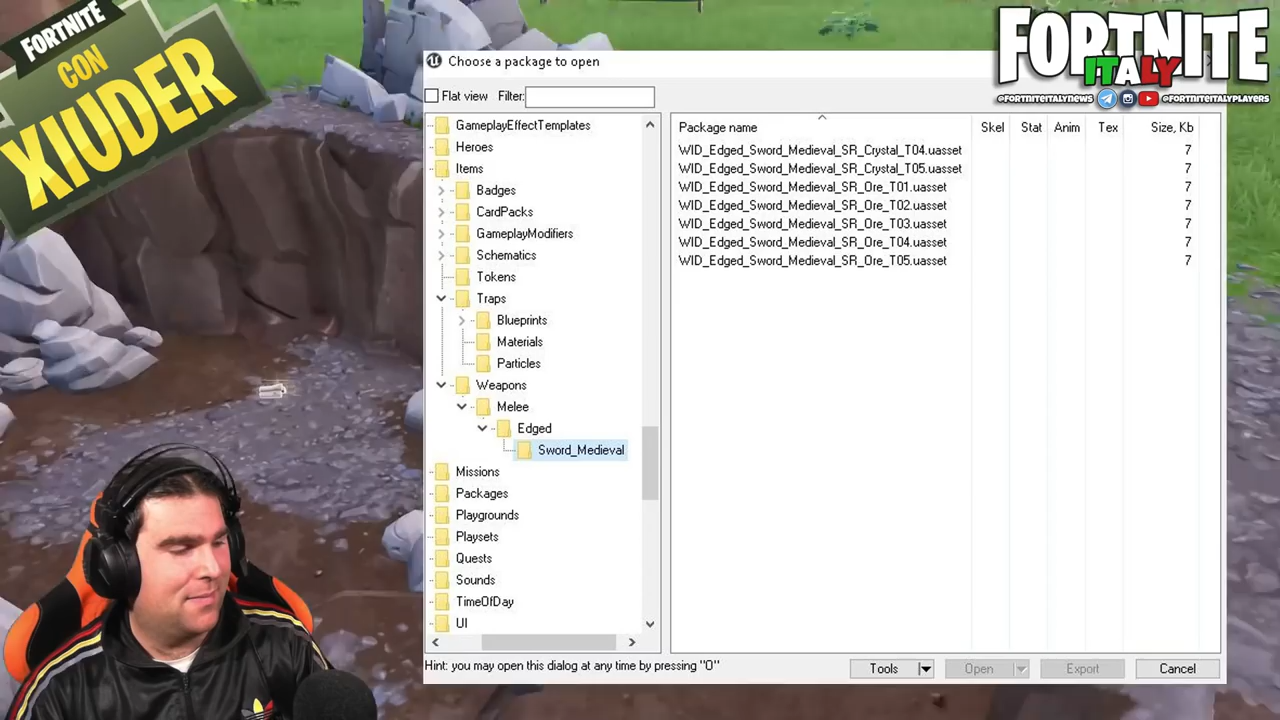 FORTNITE
CON
XIUDER
FORTNITE
ITALY
@FORTNITEITALYNEWS
@FORTNITEITALYPLAYERS
Choose a package to open
Flat view
Filter:
GameplayEffectTemplates
Heroes
Items
Badges
CardPacks
GameplayModifiers
Schematics
Tokens
Traps
Blueprints
Materials
Particles
Weapons
Melee
Edged
Sword_Medieval
Missions
Packages
Playgrounds
Playsets
Quests
Sounds
TimeOfDay
UI
Package name Skel Stat Anim Tex Size, Kb
WID_Edged_Sword_Medieval_SR_Crystal_T04.uasset 7
WID_Edged_Sword_Medieval_SR_Crystal_T05.uasset 7
WID_Edged_Sword_Medieval_SR_Ore_T01.uasset 7
WID_Edged_Sword_Medieval_SR_Ore_T02.uasset 7
WID_Edged_Sword_Medieval_SR_Ore_T03.uasset 7
WID_Edged_Sword_Medieval_SR_Ore_T04.uasset 7
WID_Edged_Sword_Medieval_SR_Ore_T05.uasset 7
Hint: you may open this dialog at any time by pressing "O"
Tools Open Export Cancel